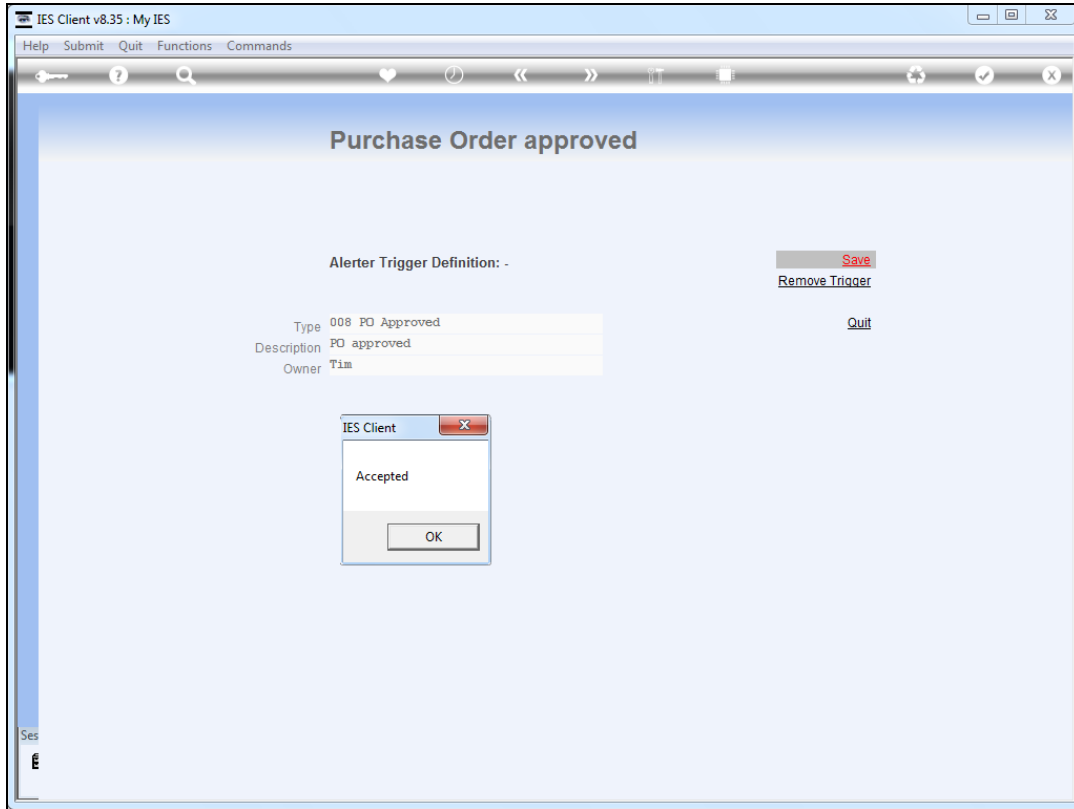 IES Client v8.35 : My IES
Help Submit Quit Functions Commands
Purchase Order approved
Alerter Trigger Definition: -
Save
Remove Trigger
Type 008 PO Approved
Quit
Description PO approved
Owner Tim
IES Client
Accepted
OK
Ses